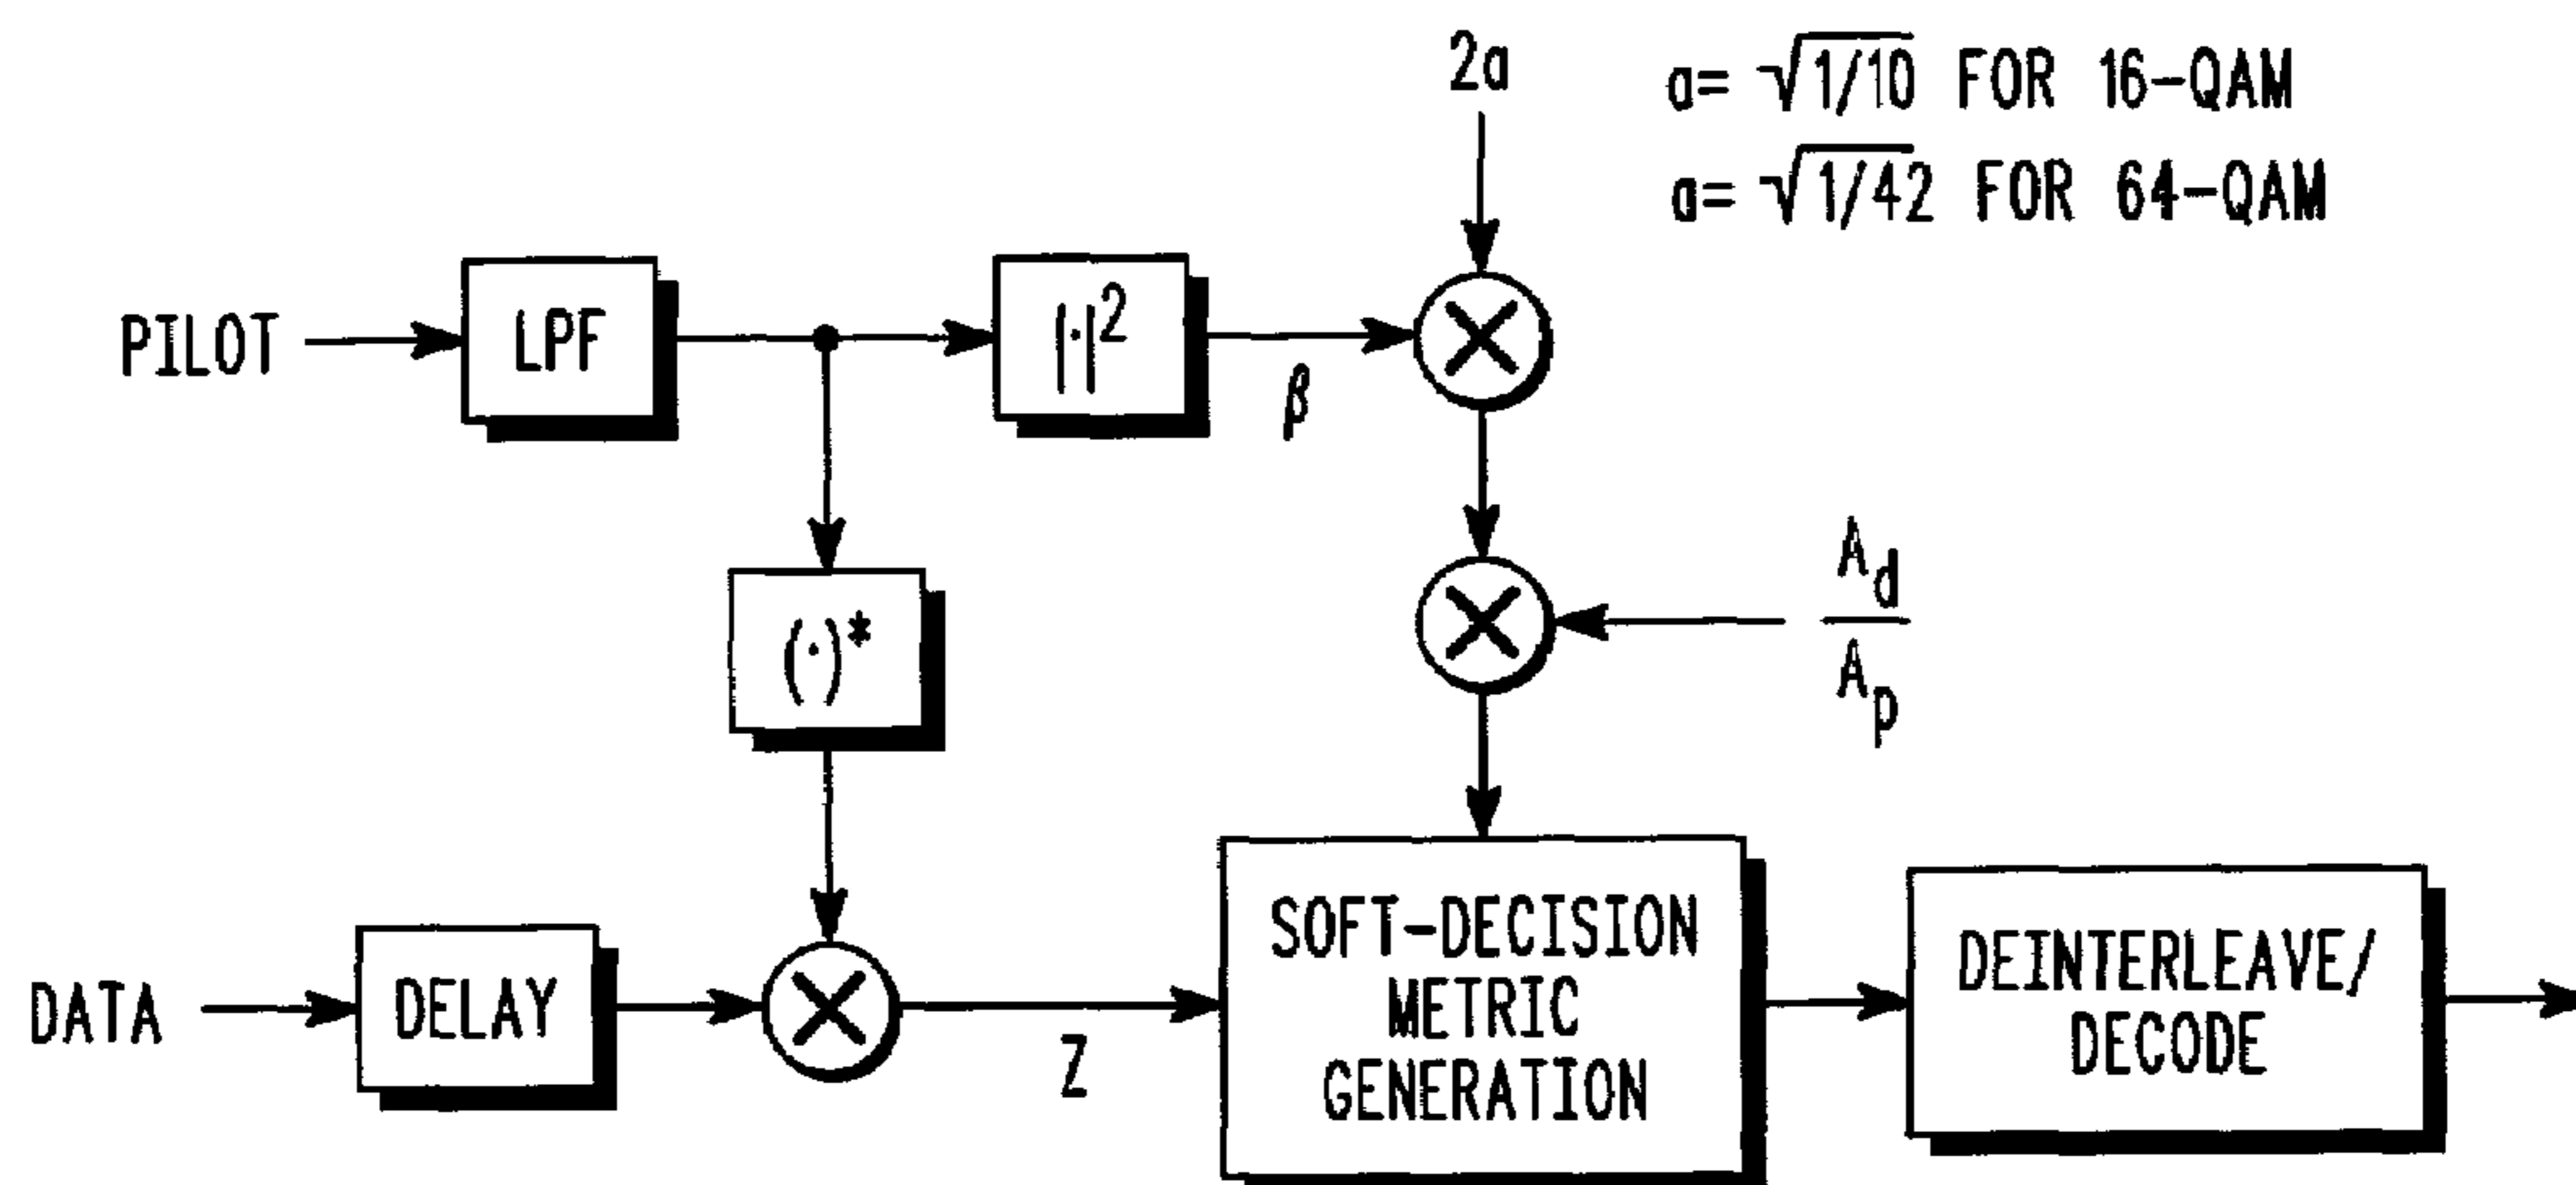 2a
a= √1/10 FOR 16-QAM
a= √1/42 FOR 64-QAM
PILOT
LPF
|·|²
β
(·)*
A_d
A_p
DATA
DELAY
Z
SOFT-DECISION
METRIC
GENERATION
DEINTERLEAVE/
DECODE